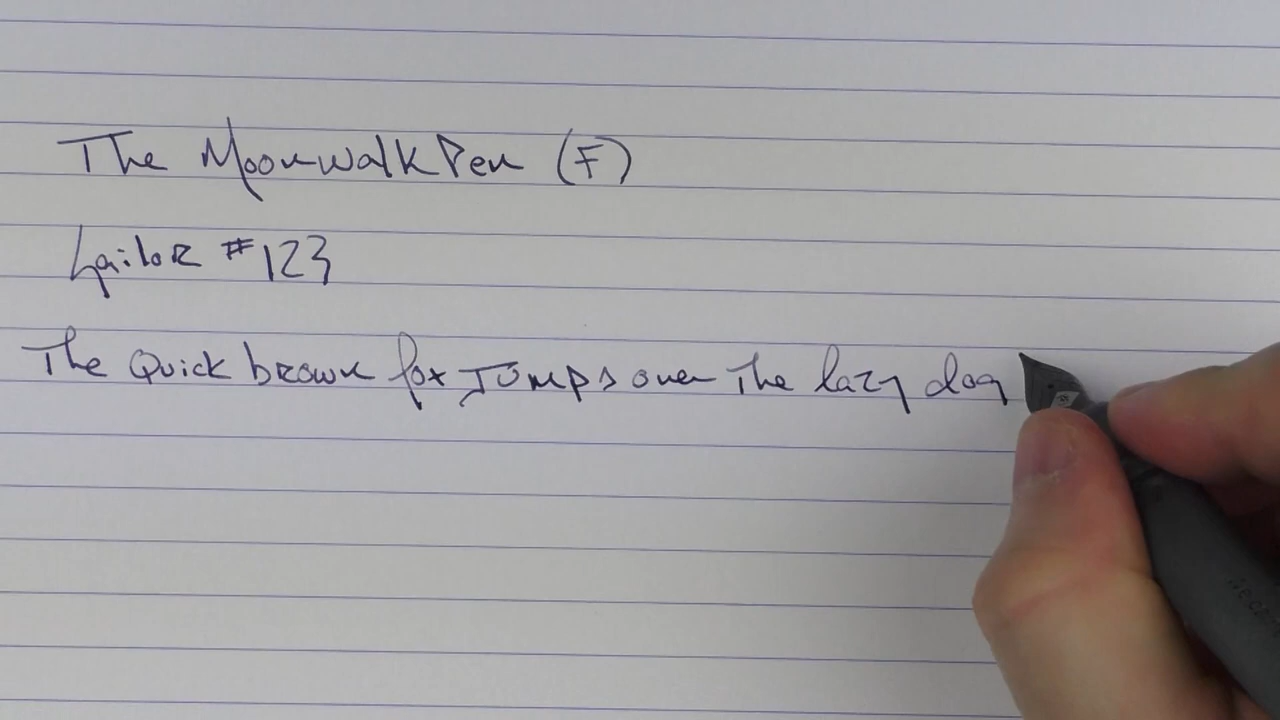 The Moonwalk Pen (F)
Sailor #123
The Quick brown fox Jumps over The lazy dog